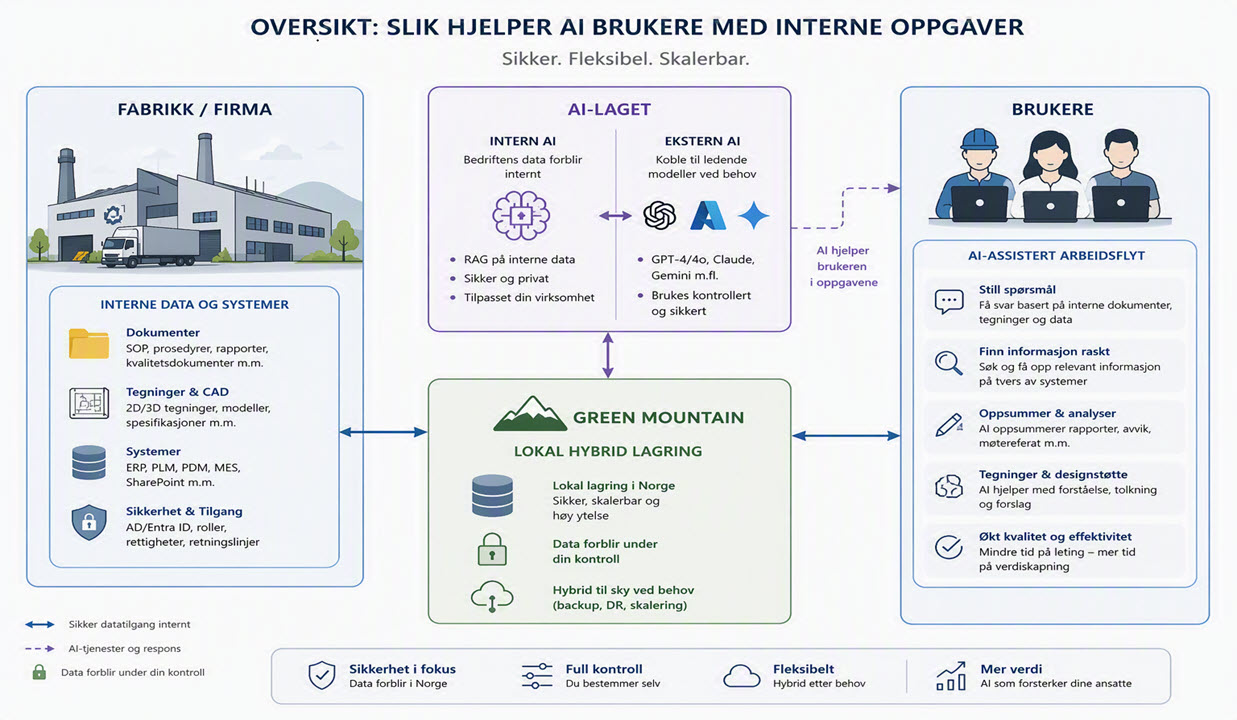 OVERSIKT: SLIK HJELPER AI BRUKERE MED INTERNE OPPGAVER
Sikker. Fleksibel. Skalerbar.
FABRIKK / FIRMA
INTERNE DATA OG SYSTEMER
Dokumenter
SOP, prosedyrer, rapporter,
kvalitetsdokumenter m.m.
Tegninger & CAD
2D/3D tegninger, modeller,
spesifikasjoner m.m.
Systemer
ERP, PLM, PDM, MES,
SharePoint m.m.
Sikkerhet & Tilgang
AD/Entra ID, roller,
rettigheter, retningslinjer
AI-LAGET
INTERN AI
Bedriftens data forblir
internt
• RAG på interne data
• Sikker og privat
• Tilpasset din virksomhet
EKSTERN AI
Koble til ledende
modeller ved behov
• GPT-4/4o, Claude,
Gemini m.fl.
• Brukes kontrollert
og sikkert
AI hjelper
brukeren
i oppgavene
GREEN MOUNTAIN
LOKAL HYBRID LAGRING
Lokal lagring i Norge
Sikker, skalerbar og
høy ytelse
Data forblir under
din kontroll
Hybrid til sky ved behov
(backup, DR, skalering)
BRUKERE
AI-ASSISTERT ARBEIDSFLYT
Still spørsmål
Få svar basert på interne dokumenter,
tegninger og data
Finn informasjon raskt
Søk og få opp relevant informasjon
på tvers av systemer
Oppsummer & analyser
AI oppsummerer rapporter, avvik,
møtereferat m.m.
Tegninger & designstøtte
AI hjelper med forståelse, tolkning
og forslag
Økt kvalitet og effektivitet
Mindre tid på leting – mer tid
på verdiskapning
Sikker datatilgang internt
AI-tjenester og respons
Data forblir under din kontroll
Sikkerhet i fokus
Data forblir i Norge
Full kontroll
Du bestemmer selv
Fleksibelt
Hybrid etter behov
Mer verdi
AI som forsterker dine ansatte